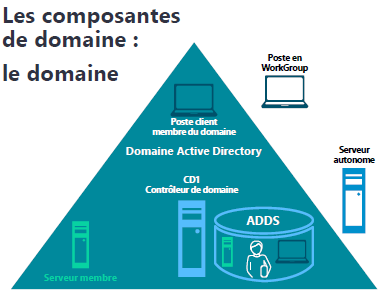 Les composantes
de domaine :
le domaine
Poste en
WorkGroup
Poste client
membre du domaine
Domaine Active Directory
Serveur
autonome
CD1
Contrôleur de domaine
ADDS
Serveur membre